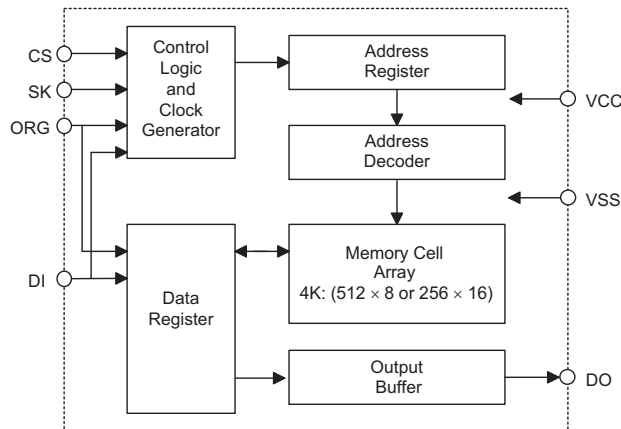 CS
SK
ORG
DI
Control
Logic
and
Clock
Generator
Address
Register
VCC
Address
Decoder
VSS
Data
Register
Memory Cell
Array
4K: (512 × 8 or 256 × 16)
Output
Buffer
DO